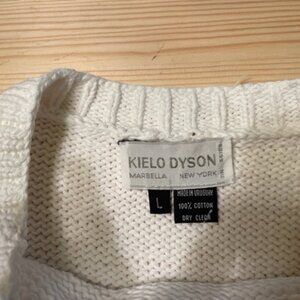 KIELO DYSON
MARBELLA NEW YORK
L
MADE IN URUGUAY
100% COTTON
DRY CLEAN